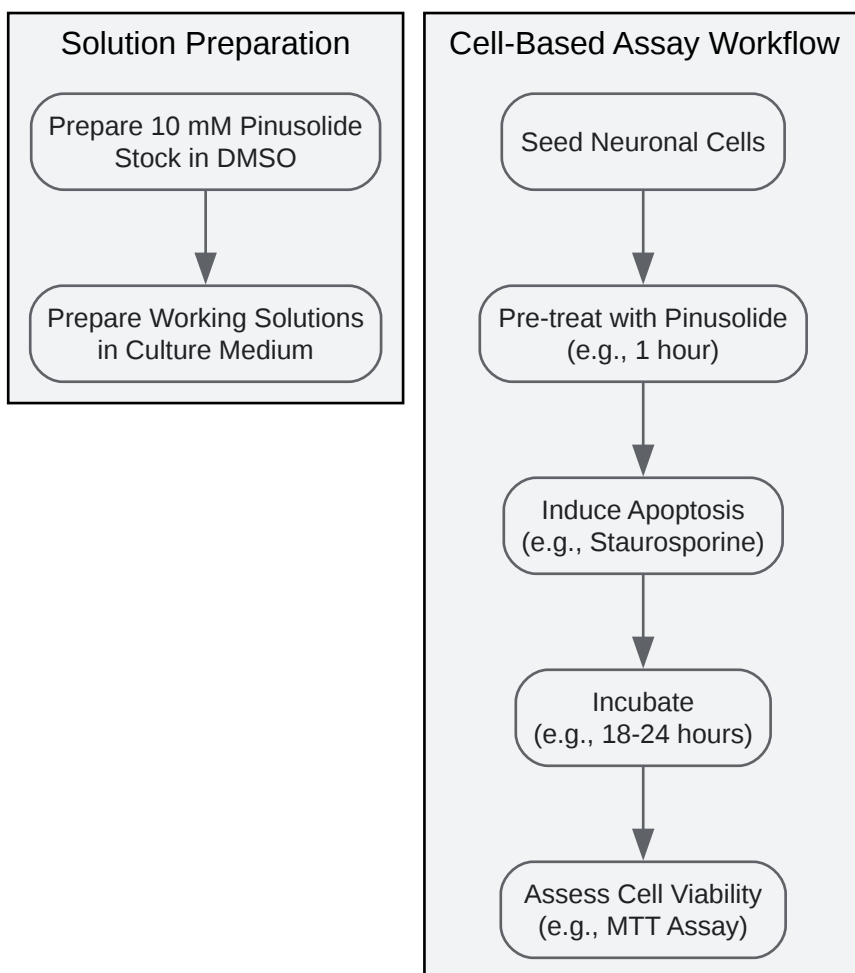 Solution Preparation
Prepare 10 mM Pinusolide
Stock in DMSO
Prepare Working Solutions
in Culture Medium
Cell-Based Assay Workflow
Seed Neuronal Cells
Pre-treat with Pinusolide
(e.g., 1 hour)
Induce Apoptosis
(e.g., Staurosporine)
Incubate
(e.g., 18-24 hours)
Assess Cell Viability
(e.g., MTT Assay)